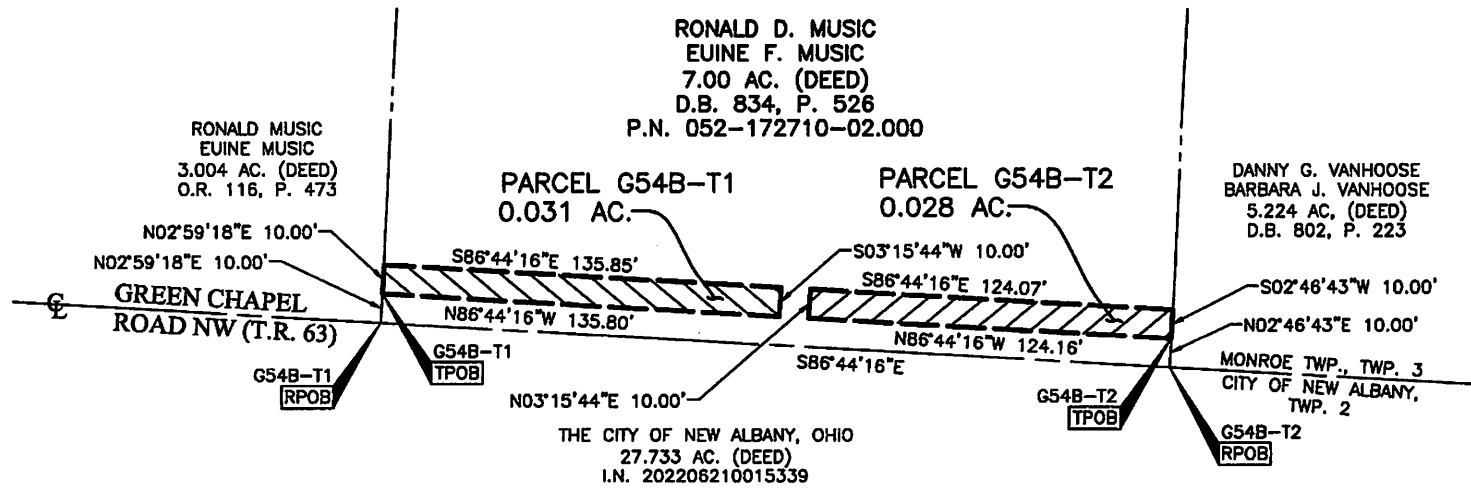 RONALD D. MUSIC
EUINE F. MUSIC
7.00 AC. (DEED)
D.B. 834, P. 526
P.N. 052-172710-02.000
RONALD MUSIC
EUINE MUSIC
3.004 AC. (DEED)
O.R. 116, P. 473
PARCEL G54B-T1
0.031 AC.
PARCEL G54B-T2
0.028 AC.
DANNY G. VANHOOSE
BARBARA J. VANHOOSE
5.224 AC, (DEED)
D.B. 802, P. 223
N02°59'18"E 10.00'
N02°59'18"E 10.00'
S86°44'16"E 135.85'
S03°15'44"W 10.00'
S86°44'16"E 124.07'
S02°46'43"W 10.00'
N02°46'43"E 10.00'
℄ GREEN CHAPEL
ROAD NW (T.R. 63)
N86°44'16"W 135.80'
N86°44'16"W 124.16'
S86°44'16"E
G54B-T1
TPOB
G54B-T1
RPOB
N03°15'44"E 10.00'
G54B-T2
TPOB
MONROE TWP., TWP. 3
CITY OF NEW ALBANY,
TWP. 2
G54B-T2
RPOB
THE CITY OF NEW ALBANY, OHIO
27.733 AC. (DEED)
I.N. 202206210015339